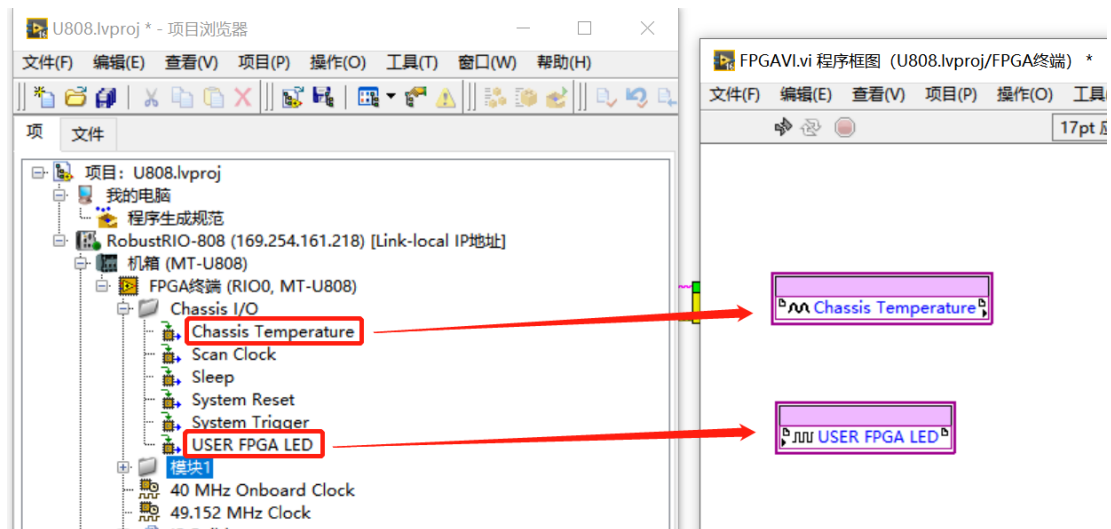 U808.lvproj * - 项目浏览器
文件(F) 编辑(E) 查看(V) 项目(P) 操作(O) 工具(T) 窗口(W) 帮助(H)
项 文件
项目: U808.lvproj
我的电脑
程序生成规范
RobustRIO-808 (169.254.161.218) [Link-local IP地址]
机箱 (MT-U808)
FPGA终端 (RIO0, MT-U808)
Chassis I/O
Chassis Temperature
Scan Clock
Sleep
System Reset
System Trigger
USER FPGA LED
模块1
40 MHz Onboard Clock
49.152 MHz Clock
FPGAVI.vi 程序框图 (U808.lvproj/FPGA终端) *
文件(F) 编辑(E) 查看(V) 项目(P) 操作(O) 工具
17pt
Chassis Temperature
USER FPGA LED